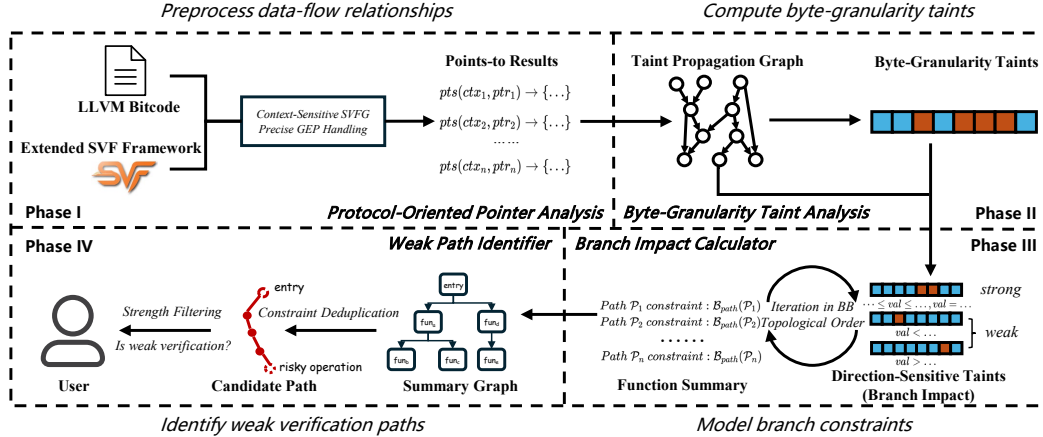 Preprocess data-flow relationships
Compute byte-granularity taints
LLVM Bitcode
Extended SVF Framework
SVF
Context-Sensitive SVFG
Precise GEP Handling
Points-to Results
pts(ctx₁, ptr₁) → {…}
pts(ctx₂, ptr₂) → {…}
……
pts(ctxₙ, ptrₙ) → {…}
Phase I
Protocol-Oriented Pointer Analysis
Taint Propagation Graph
Byte-Granularity Taints
Byte-Granularity Taint Analysis
Phase II
Phase IV
Weak Path Identifier
User
Strength Filtering
Is weak verification?
entry
risky operation
Candidate Path
Constraint Deduplication
entry
funₐ
fun_d
fun_b
fun_c
funₑ
Summary Graph
Branch Impact Calculator
Phase III
Path 𝒫₁ constraint : ℬ_path(𝒫₁)
Path 𝒫₂ constraint : ℬ_path(𝒫₂)
……
Path 𝒫ₙ constraint : ℬ_path(𝒫ₙ)
Function Summary
Iteration in BB
Topological Order
⋯ ≤ val ≤ …, val = …
strong
val < …
weak
val > …
Direction-Sensitive Taints
(Branch Impact)
Identify weak verification paths
Model branch constraints